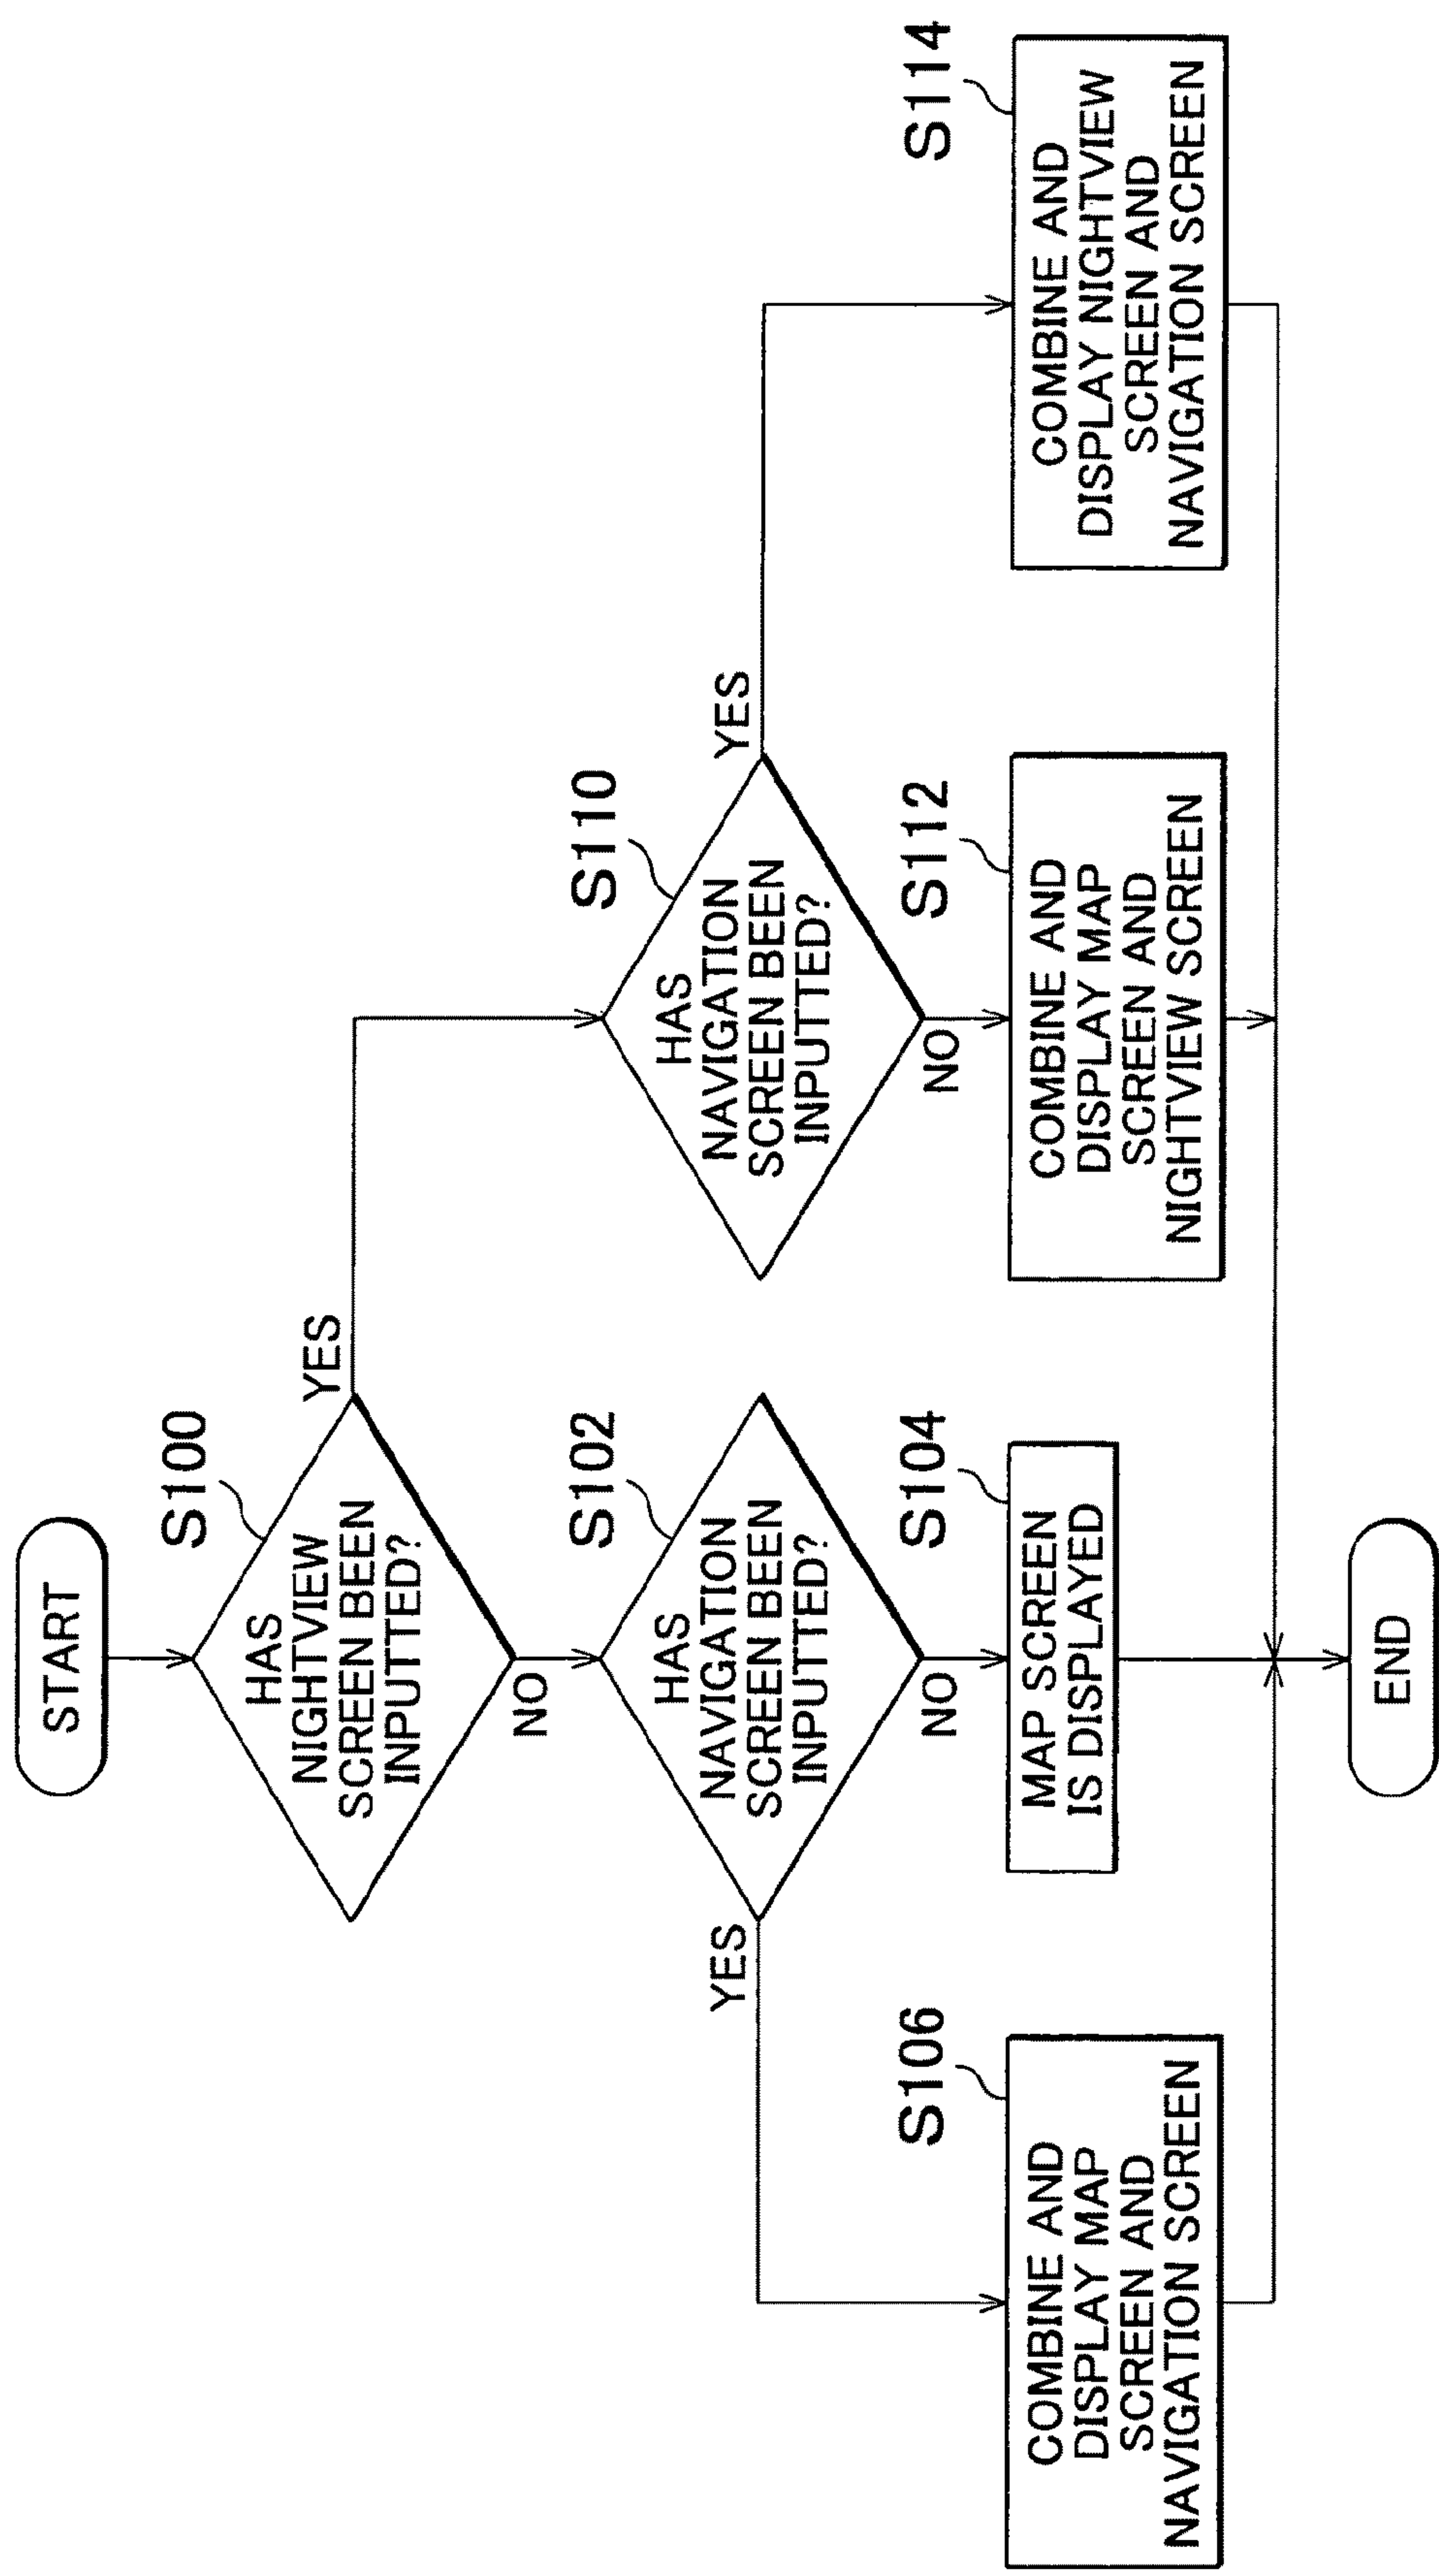 START
S100
HAS
NIGHTVIEW
SCREEN BEEN
INPUTTED?
YES
NO
S102
HAS
NAVIGATION
SCREEN BEEN
INPUTTED?
YES
NO
S110
HAS
NAVIGATION
SCREEN BEEN
INPUTTED?
YES
NO
S106
COMBINE AND
DISPLAY MAP
SCREEN AND
NAVIGATION SCREEN
S104
MAP SCREEN
IS DISPLAYED
S112
COMBINE AND
DISPLAY MAP
SCREEN AND
NIGHTVIEW SCREEN
S114
COMBINE AND
DISPLAY NIGHTVIEW
SCREEN AND
NAVIGATION SCREEN
END